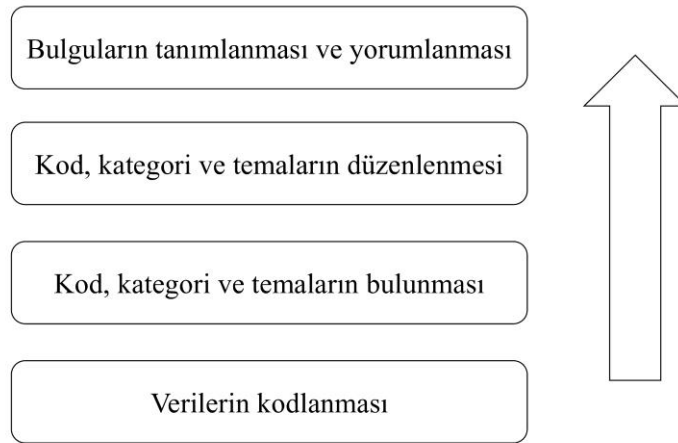 Bulguların tanımlanması ve yorumlanması
Kod, kategori ve temaların düzenlenmesi
Kod, kategori ve temaların bulunması
Verilerin kodlanması